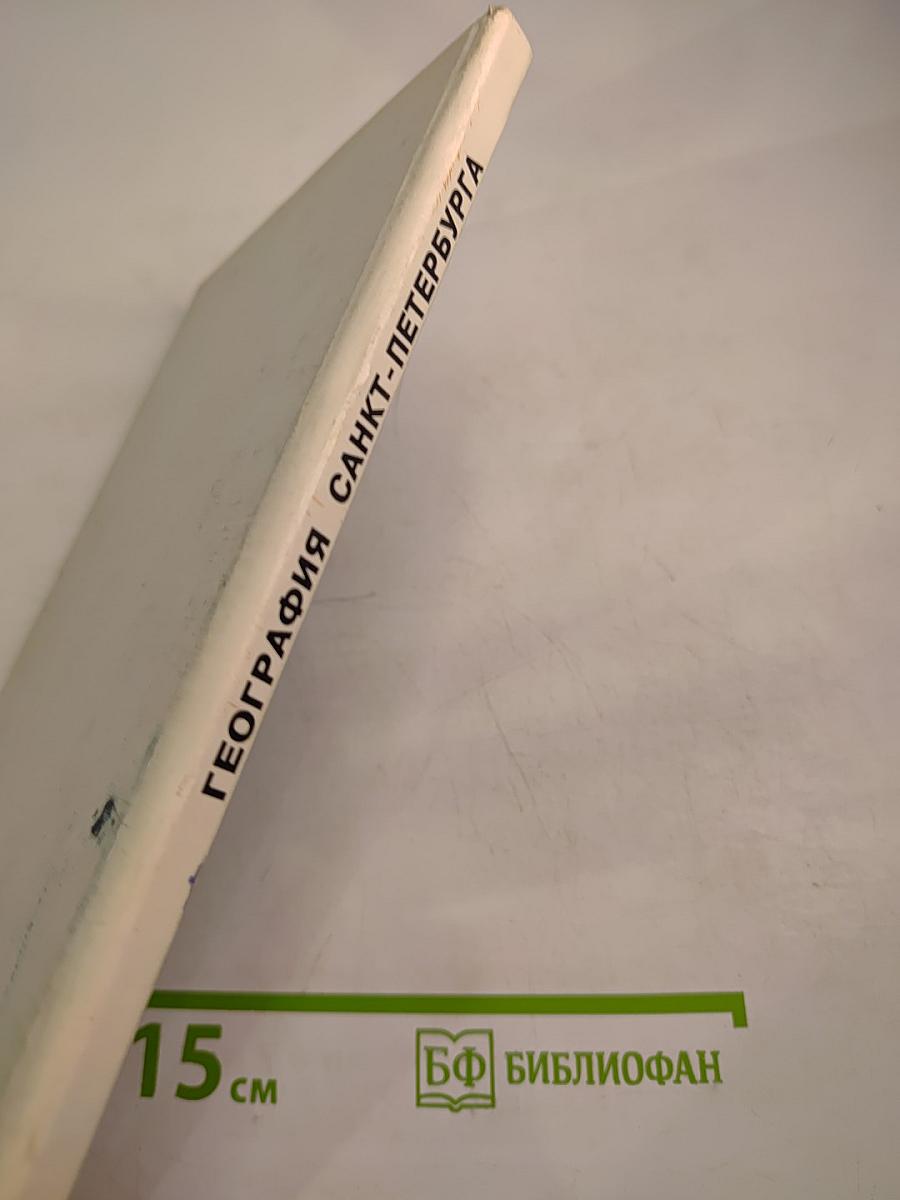 ГЕОГРАФИЯ САНКТ-ПЕТЕРБУРГА
15 см
БФ БИБЛИОФАН